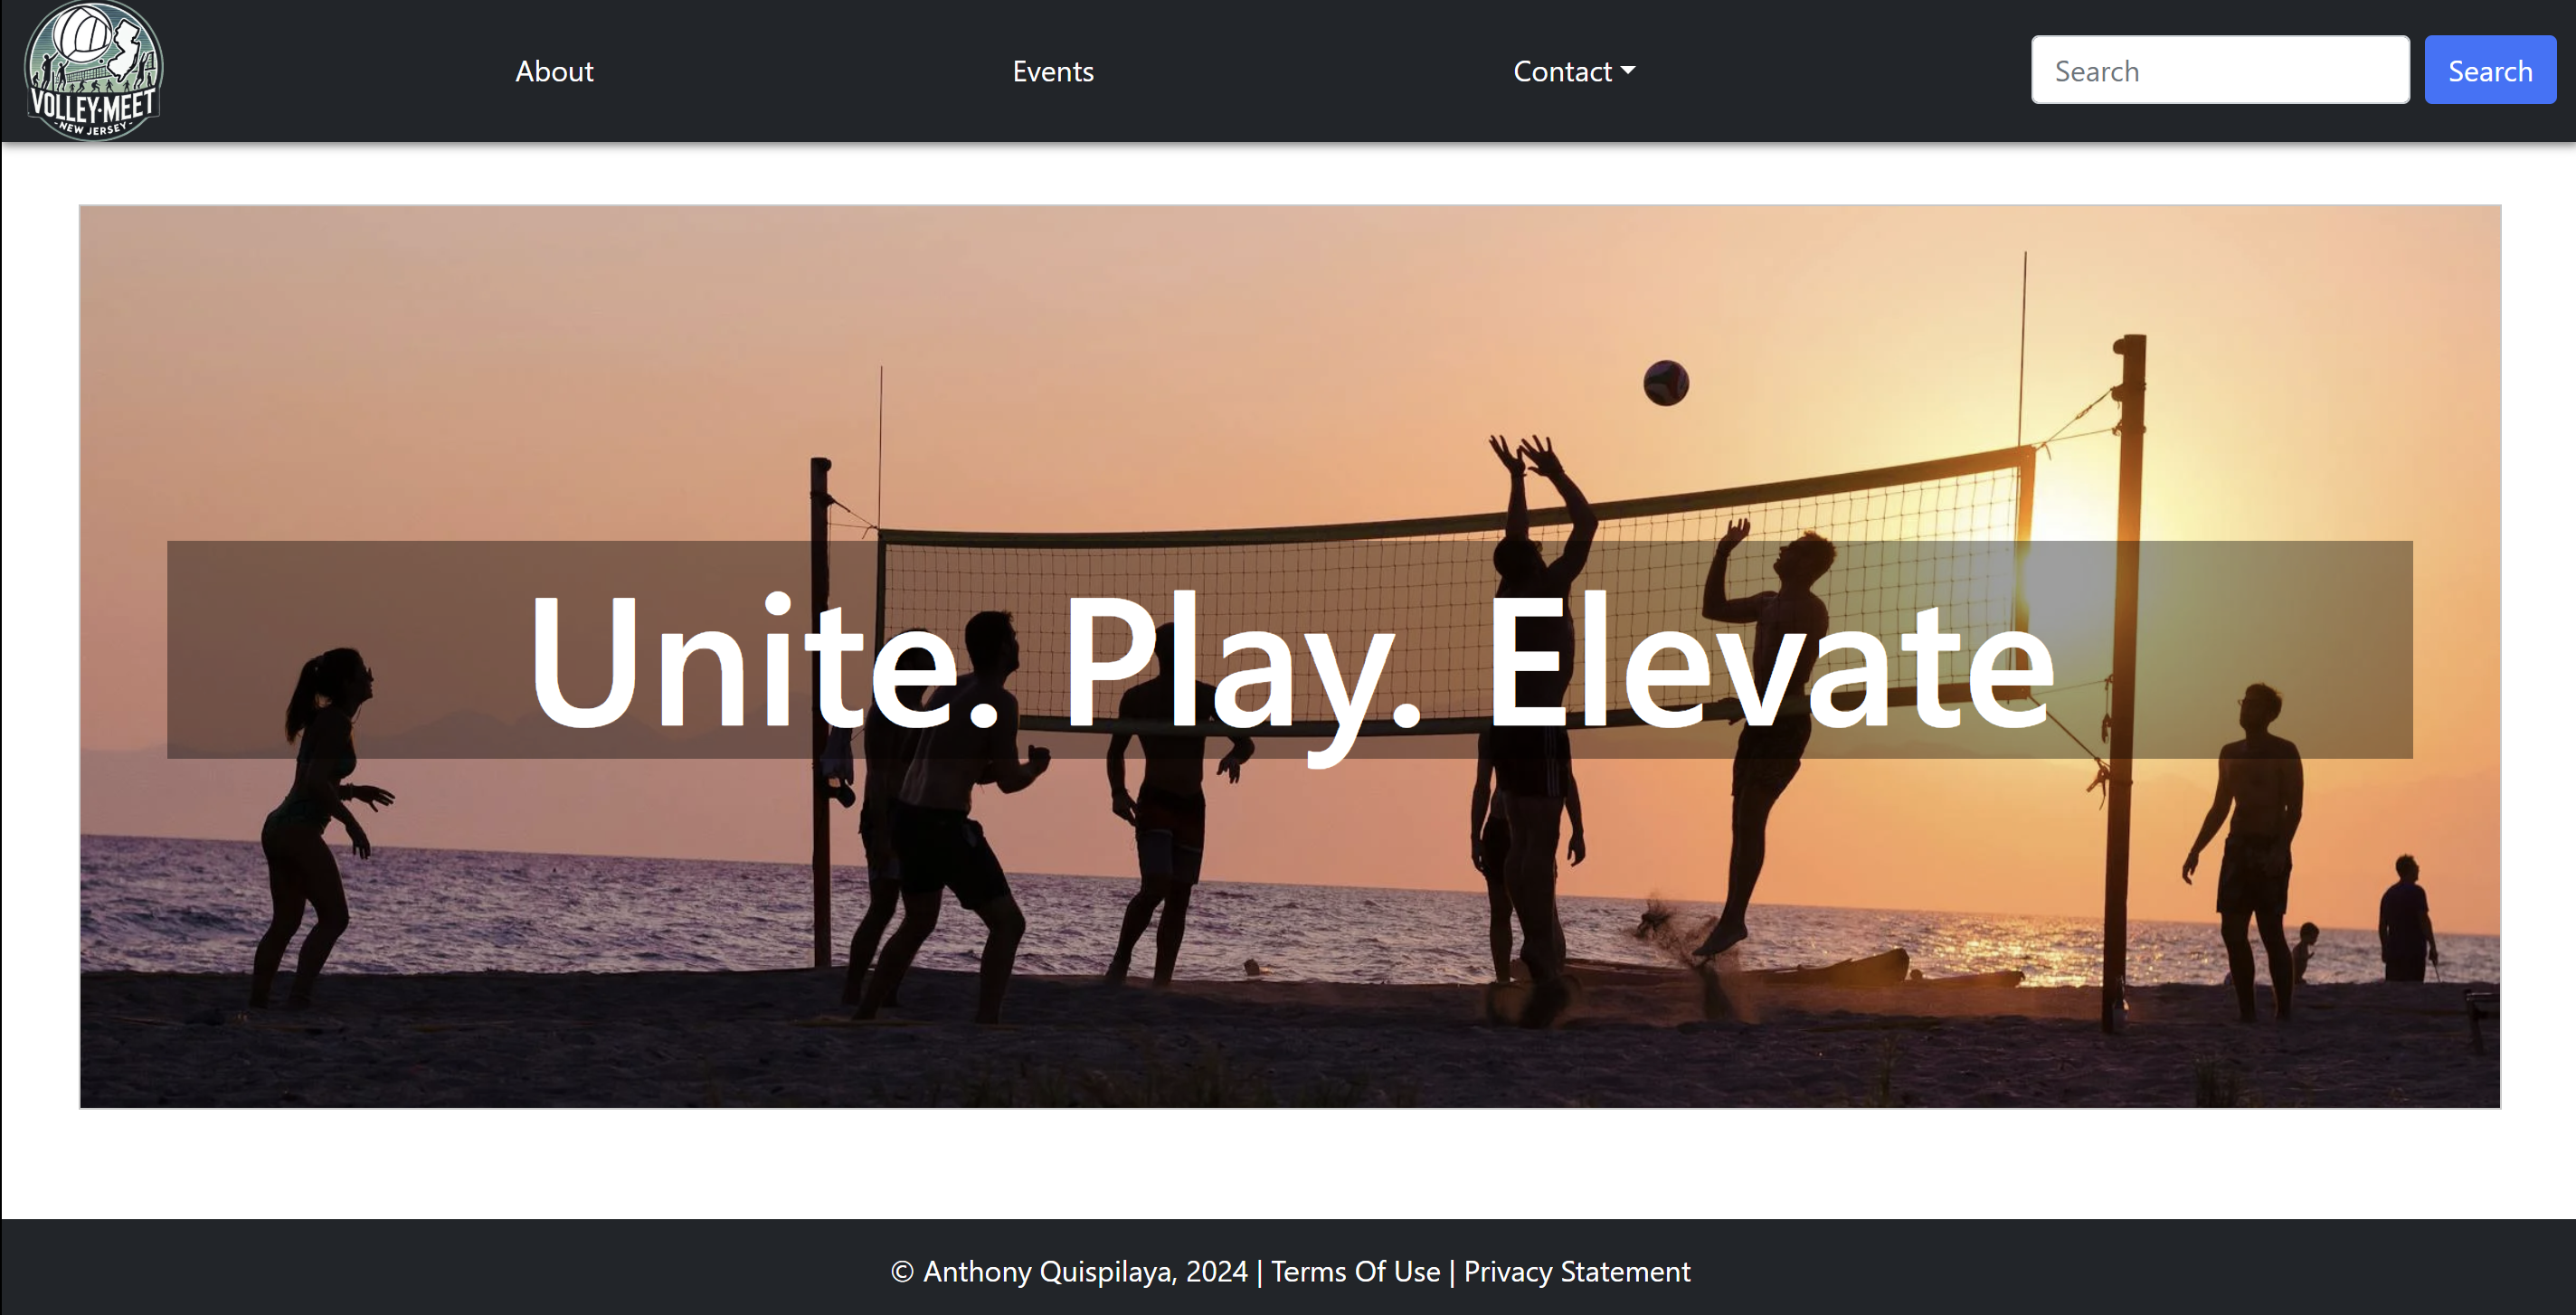 VOLLEY·MEET
-NEW JERSEY-
About
Events
Contact
Search
Search
Unite. Play. Elevate
© Anthony Quispilaya, 2024 | Terms Of Use | Privacy Statement